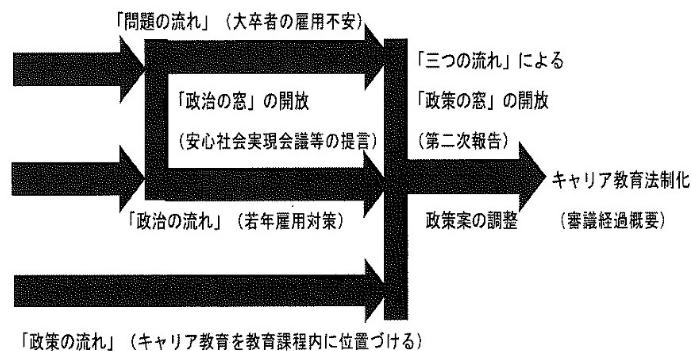 「問題の流れ」（大卒者の雇用不安）
「三つの流れ」による
「政治の窓」の開放
「政策の窓」の開放
（安心社会実現会議等の提言）
（第二次報告）
キャリア教育法制化
「政治の流れ」（若年雇用対策）
政策案の調整
（審議経過概要）
「政策の流れ」（キャリア教育を教育課程内に位置づける）